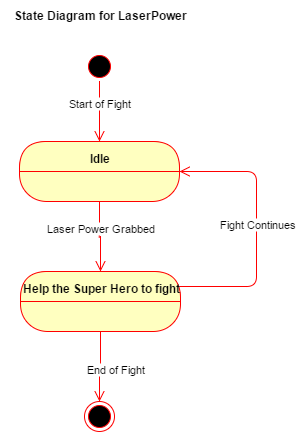 State Diagram for LaserPower
Start of Fight
Idle
Laser Power Grabbed
Fight Continues
Help the Super Hero to fight
End of Fight